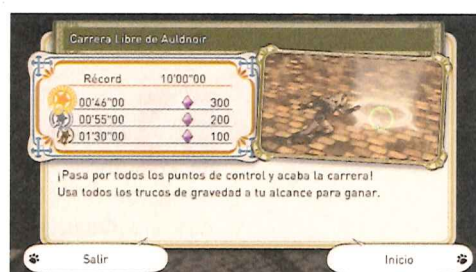 Carrera Libre de Auldnoir
Récord 10'00"00
00'46"00 300
00'55"00 200
01'30"00 100
¡Pasa por todos los puntos de control y acaba la carrera!
Usa todos los trucos de gravedad a tu alcance para ganar.
Salir Inicio